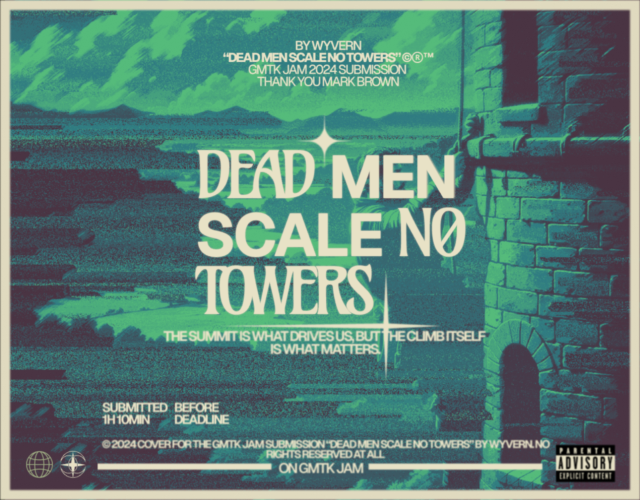 BY WYVERN
"DEAD MEN SCALE NO TOWERS" ©®™
GMTK JAM 2024 SUBMISSION
THANK YOU MARK BROWN
DEAD MEN
SCALE NO
TOWERS
THE SUMMIT IS WHAT DRIVES US, BUT THE CLIMB ITSELF
IS WHAT MATTERS.
SUBMITTED BEFORE
1H 10MIN DEADLINE
© 2024 COVER FOR THE GMTK JAM SUBMISSION "DEAD MEN SCALE NO TOWERS" BY WYVERN. NO
RIGHTS RESERVED AT ALL
ON GMTK JAM
PARENTAL
ADVISORY
EXPLICIT CONTENT